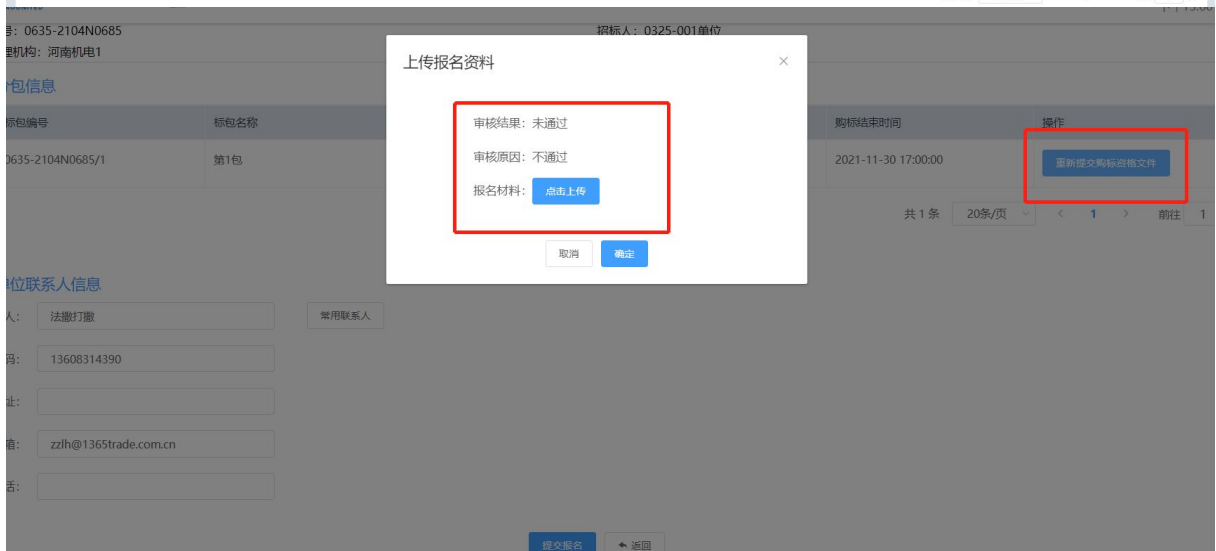 号：0635-2104N0685 招标人：0325-001单位
理机构：河南机电1
上传报名资料
包信息
审核结果：未通过
标包编号 标包名称 购标结束时间 操作
审核原因：不通过
0635-2104N0685/1 第1包 2021-11-30 17:00:00 重新提交购标资格文件
报名材料： 点击上传
共1条 20条/页 < 1 > 前往 1
取消 确定
单位联系人信息
人： 法撒打撒 常用联系人
码： 13608314390
址：
箱： zzlh@1365trade.com.cn
话：
提交报名 返回